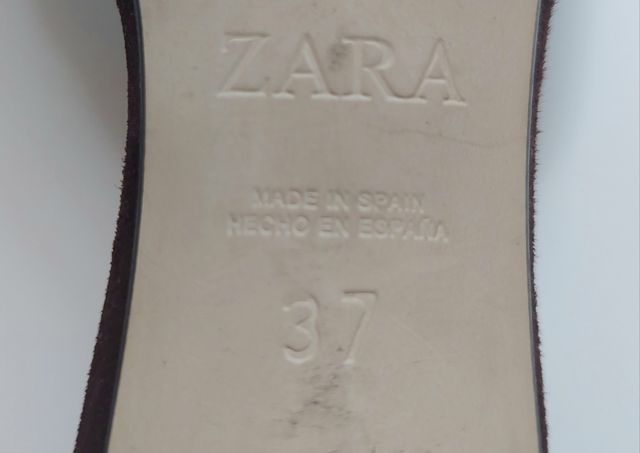 ZARA
MADE IN SPAIN
HECHO EN ESPAÑA
37